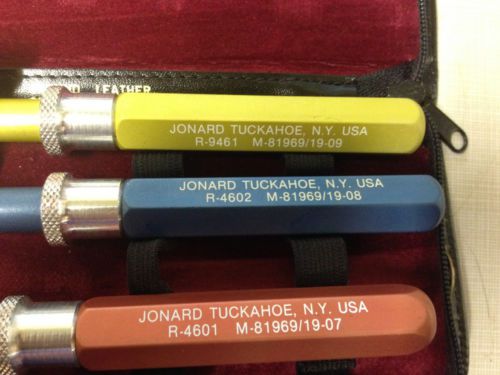 LEATHER
JONARD TUCKAHOE, N.Y. USA
R-9461 M-81969/19-09
JONARD TUCKAHOE, N.Y. USA
R-4602 M-81969/19-08
JONARD TUCKAHOE, N.Y. USA
R-4601 M-81969/19-07